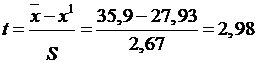 t = (x̅ − x¹) / S = (35,9 − 27,93) / 2,67 = 2,98